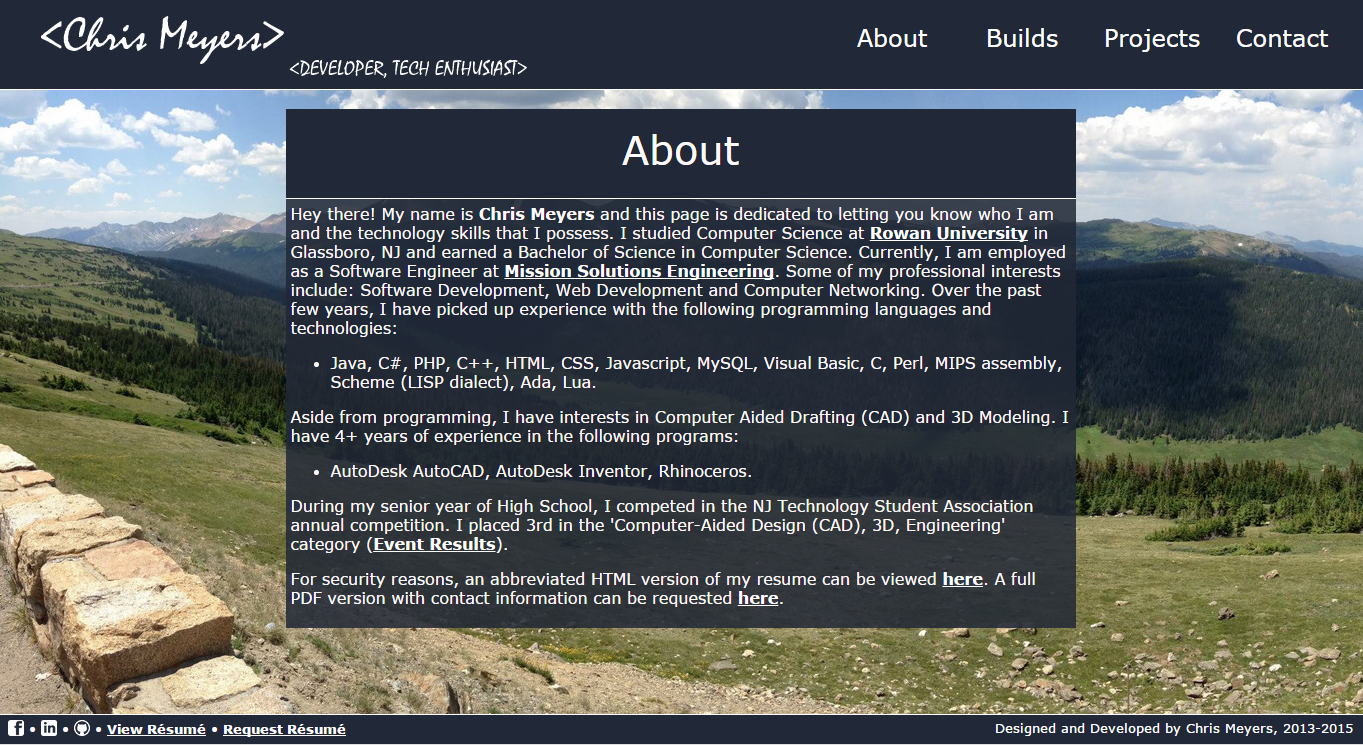 <Chris Meyers>
<DEVELOPER, TECH ENTHUSIAST>
About Builds Projects Contact
About
Hey there! My name is Chris Meyers and this page is dedicated to letting you know who I am
and the technology skills that I possess. I studied Computer Science at Rowan University in
Glassboro, NJ and earned a Bachelor of Science in Computer Science. Currently, I am employed
as a Software Engineer at Mission Solutions Engineering. Some of my professional interests
include: Software Development, Web Development and Computer Networking. Over the past
few years, I have picked up experience with the following programming languages and
technologies:
• Java, C#, PHP, C++, HTML, CSS, Javascript, MySQL, Visual Basic, C, Perl, MIPS assembly,
Scheme (LISP dialect), Ada, Lua.
Aside from programming, I have interests in Computer Aided Drafting (CAD) and 3D Modeling. I
have 4+ years of experience in the following programs:
• AutoDesk AutoCAD, AutoDesk Inventor, Rhinoceros.
During my senior year of High School, I competed in the NJ Technology Student Association
annual competition. I placed 3rd in the 'Computer-Aided Design (CAD), 3D, Engineering'
category (Event Results).
For security reasons, an abbreviated HTML version of my resume can be viewed here. A full
PDF version with contact information can be requested here.
f • in • • View Résumé • Request Résumé
Designed and Developed by Chris Meyers, 2013-2015